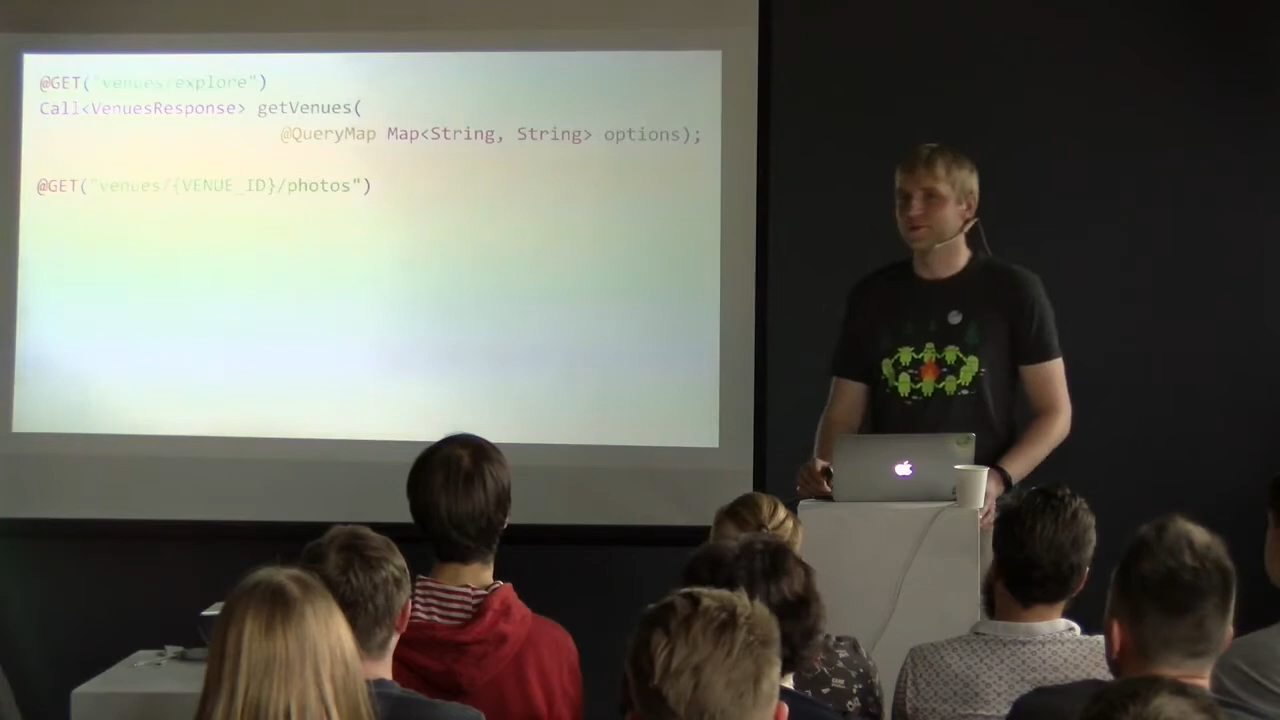 @GET("venues/explore")
Call<VenuesResponse> getVenues(
@QueryMap Map<String, String> options);
@GET("venues/{VENUE_ID}/photos")